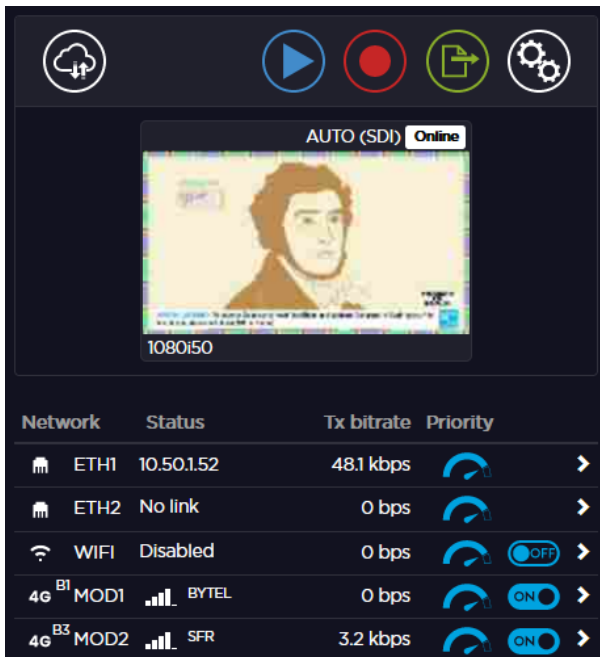 AUTO (SDI) Online
1080i50
Network Status Tx bitrate Priority
ETH1 10.50.1.52 48.1 kbps
ETH2 No link 0 bps
WIFI Disabled 0 bps OFF
4G B1 MOD1 BYTEL 0 bps ON
4G B3 MOD2 SFR 3.2 kbps ON